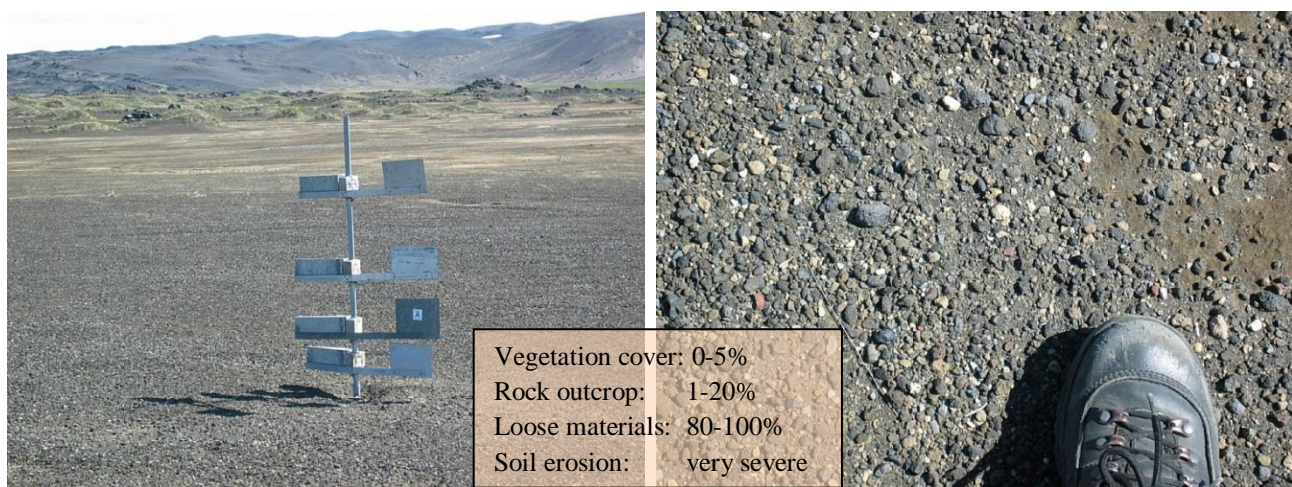 Vegetation cover: 0-5%
Rock outcrop: 1-20%
Loose materials: 80-100%
Soil erosion: very severe